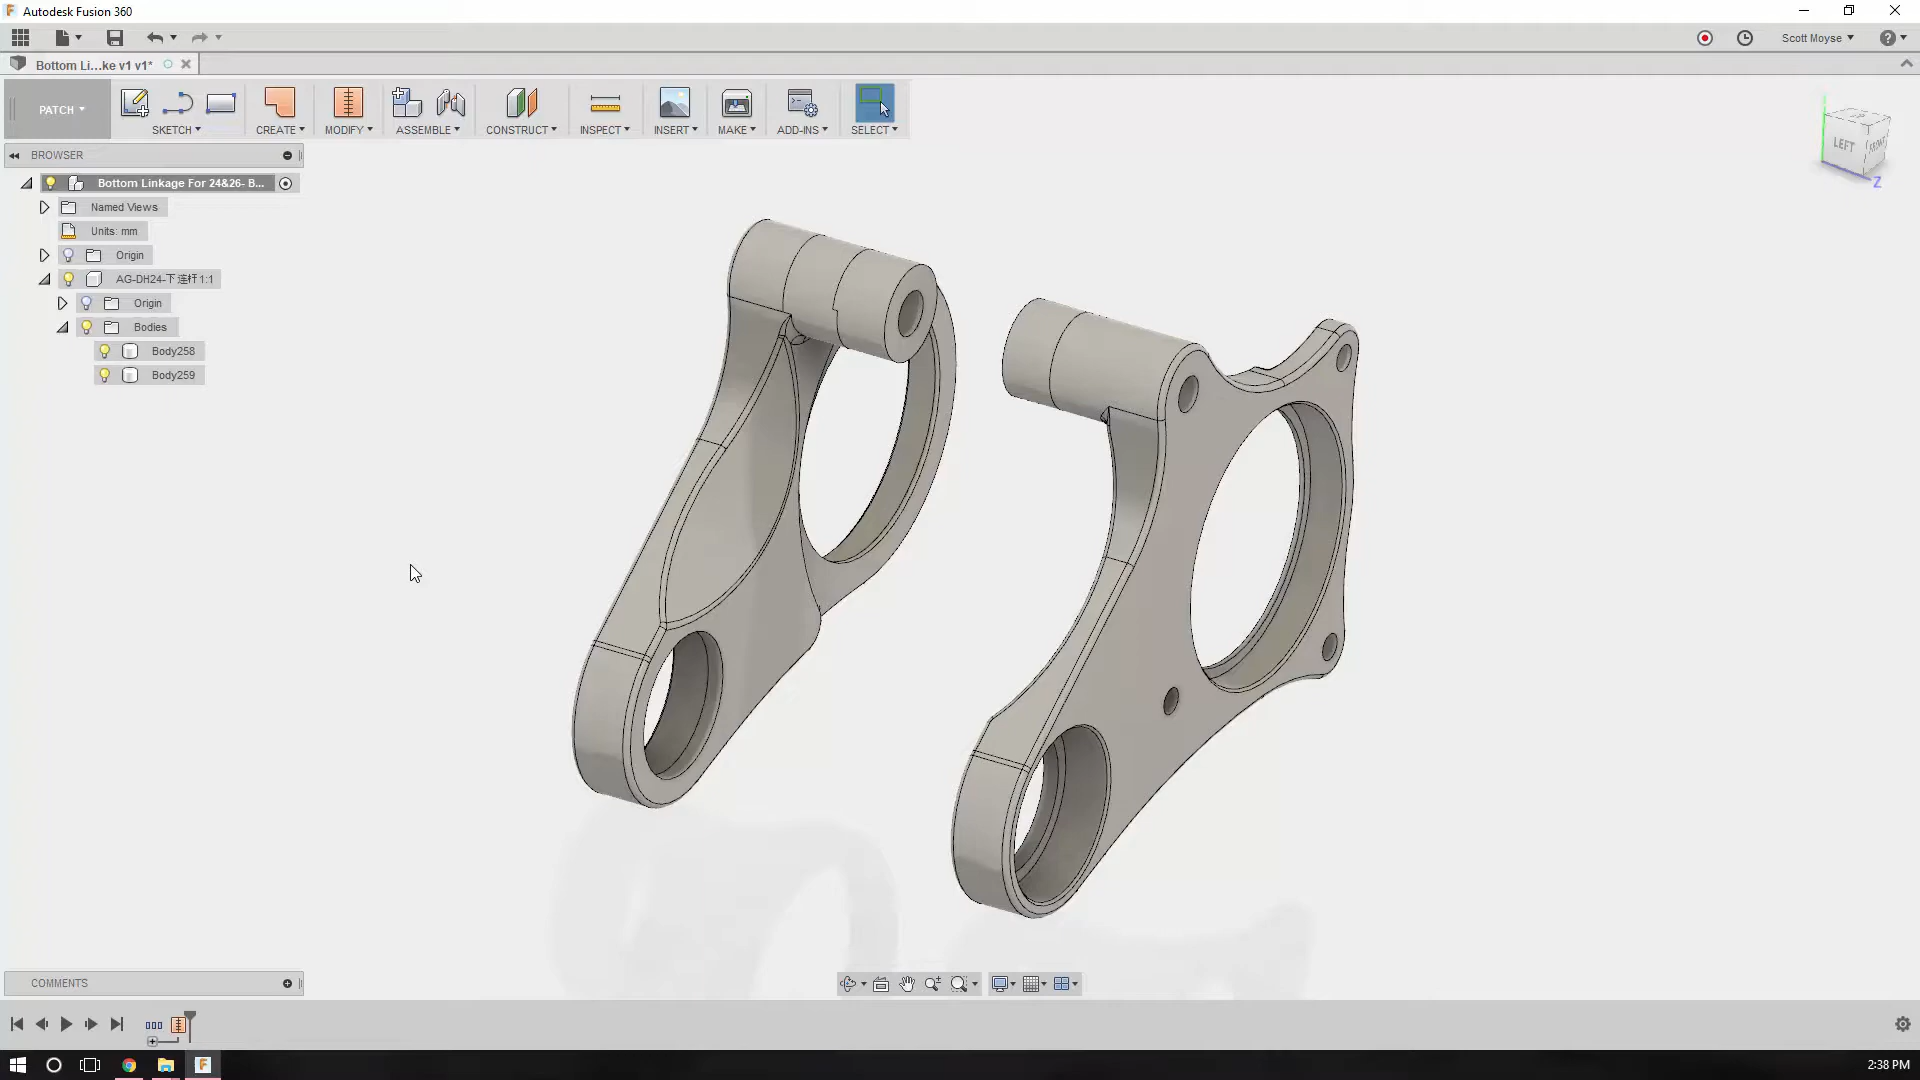 Autodesk Fusion 360
Scott Moyse
Bottom Li...ke v1 v1*
PATCH
SKETCH
CREATE
MODIFY
ASSEMBLE
CONSTRUCT
INSPECT
INSERT
MAKE
ADD-INS
SELECT
BROWSER
Bottom Linkage For 24&26- B...
Named Views
Units: mm
Origin
AG-DH24-下连杆1:1
Origin
Bodies
Body258
Body259
LEFT
FRONT
Z
COMMENTS
2:38 PM